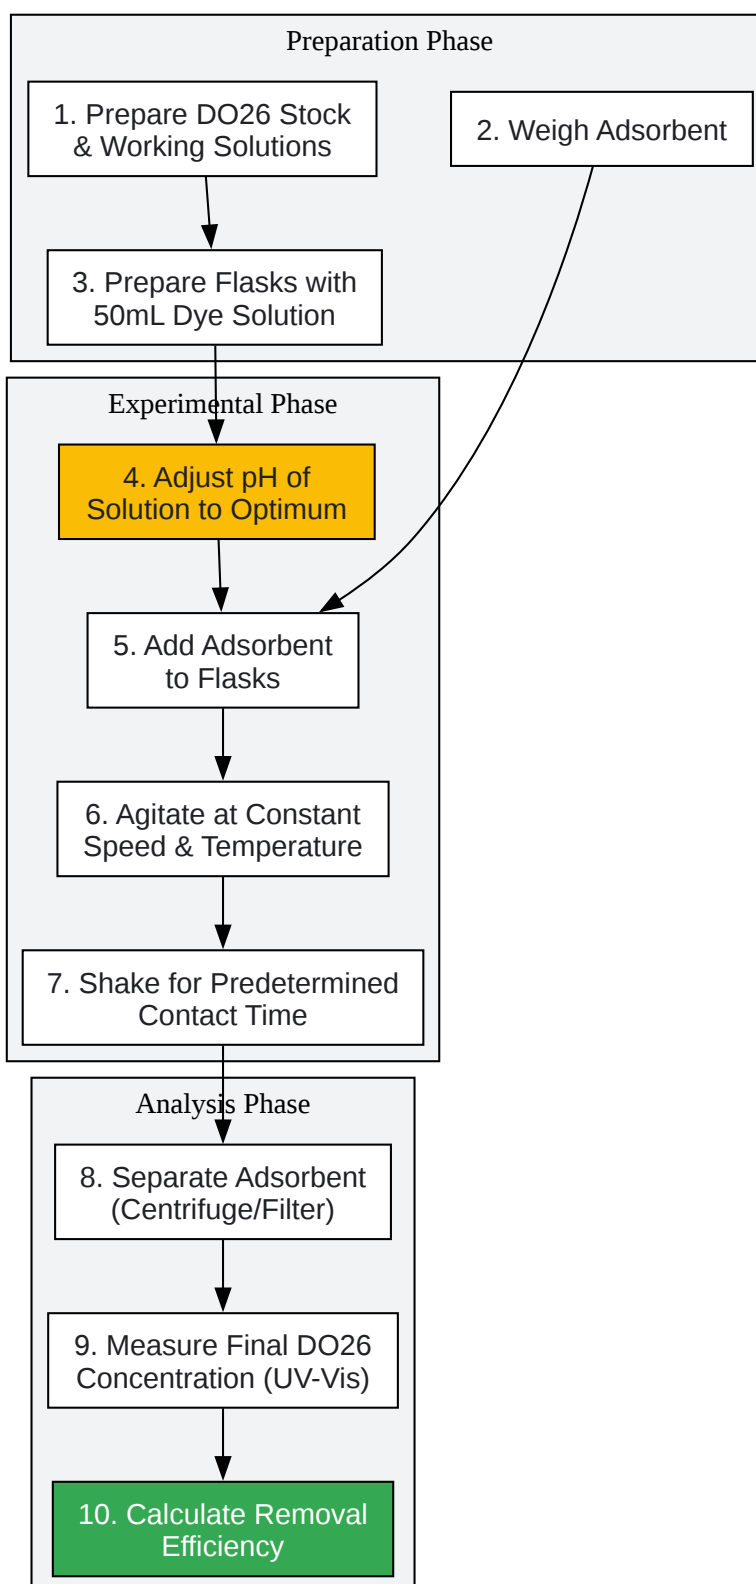 Preparation Phase
1. Prepare DO26 Stock
& Working Solutions
2. Weigh Adsorbent
3. Prepare Flasks with
50mL Dye Solution
Experimental Phase
4. Adjust pH of
Solution to Optimum
5. Add Adsorbent
to Flasks
6. Agitate at Constant
Speed & Temperature
7. Shake for Predetermined
Contact Time
Analysis Phase
8. Separate Adsorbent
(Centrifuge/Filter)
9. Measure Final DO26
Concentration (UV-Vis)
10. Calculate Removal
Efficiency